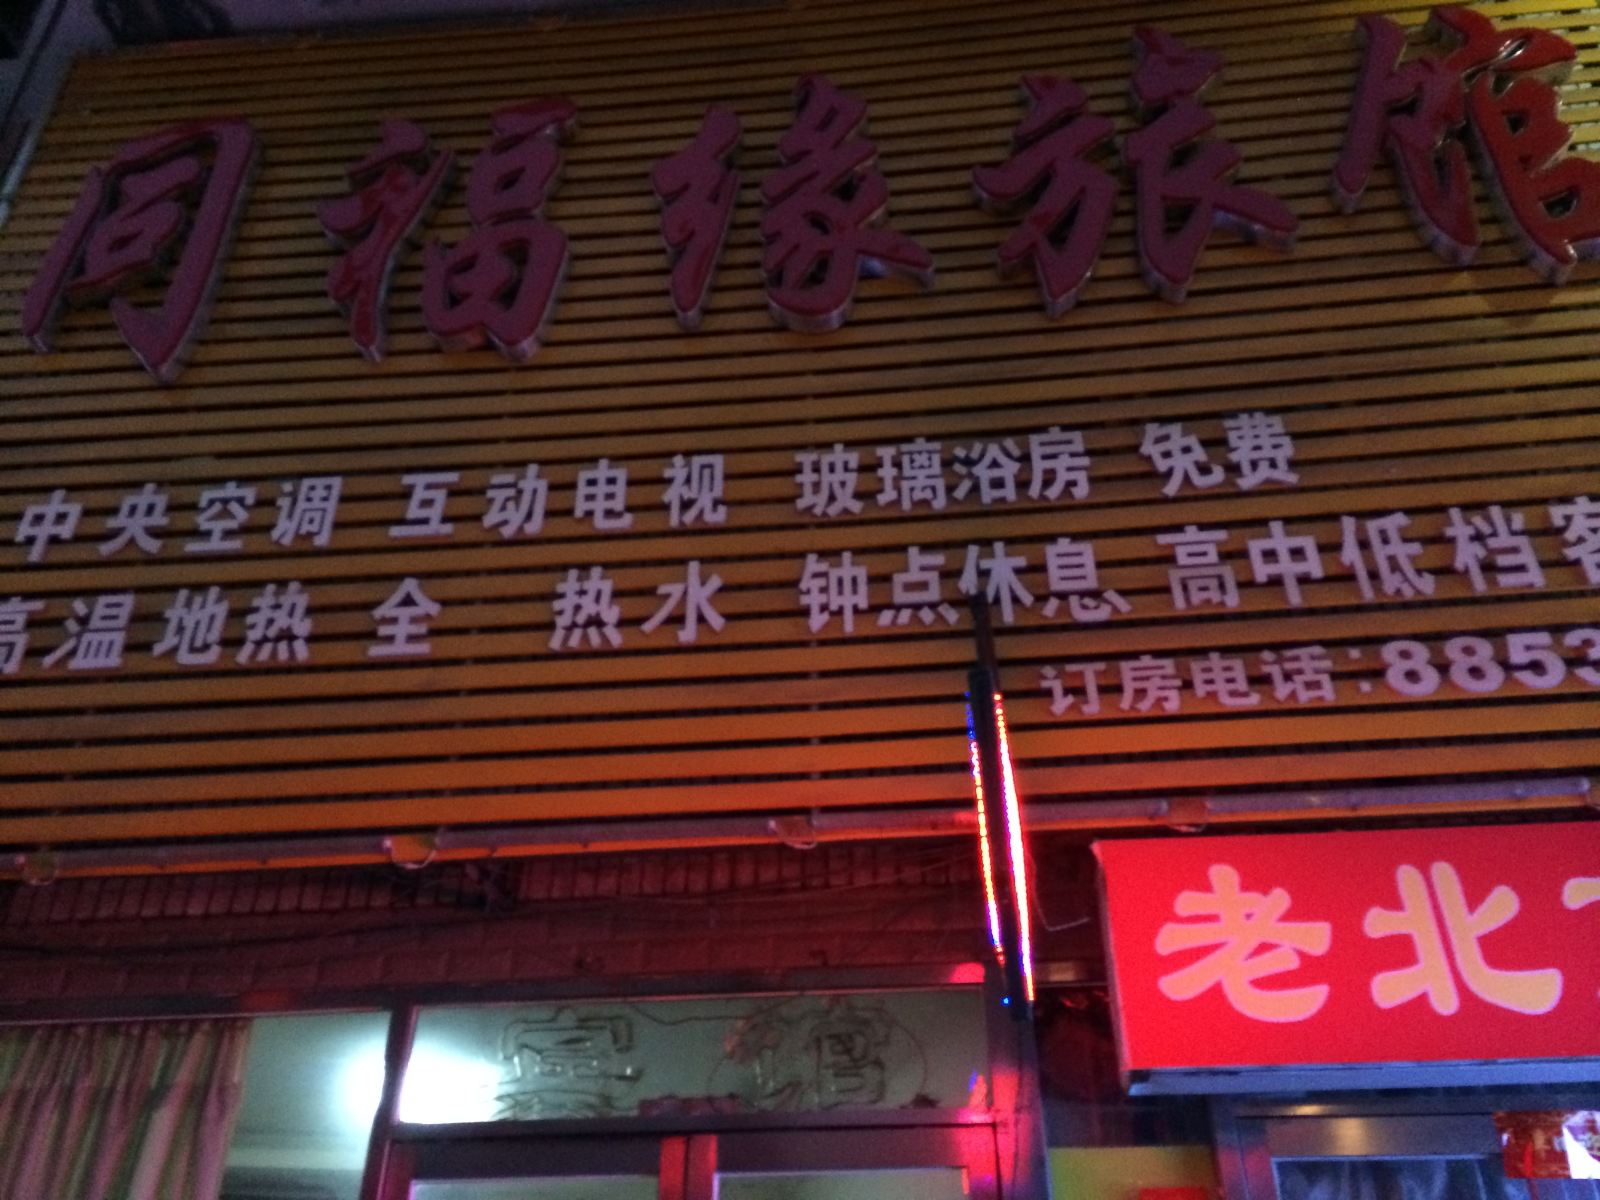 同福缘旅馆
中央空调 互动电视 玻璃浴房 免费
高温地热 全 热水 钟点休息 高中低档客
订房电话:8853
老北